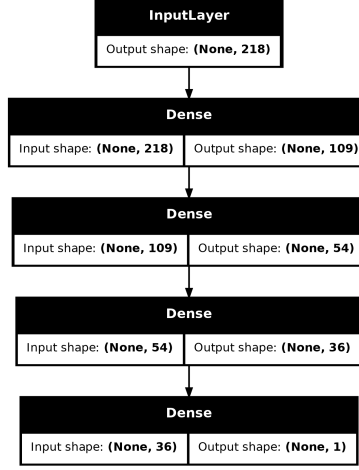 InputLayer
Output shape: (None, 218)
Dense
Input shape: (None, 218) Output shape: (None, 109)
Dense
Input shape: (None, 109) Output shape: (None, 54)
Dense
Input shape: (None, 54) Output shape: (None, 36)
Dense
Input shape: (None, 36) Output shape: (None, 1)